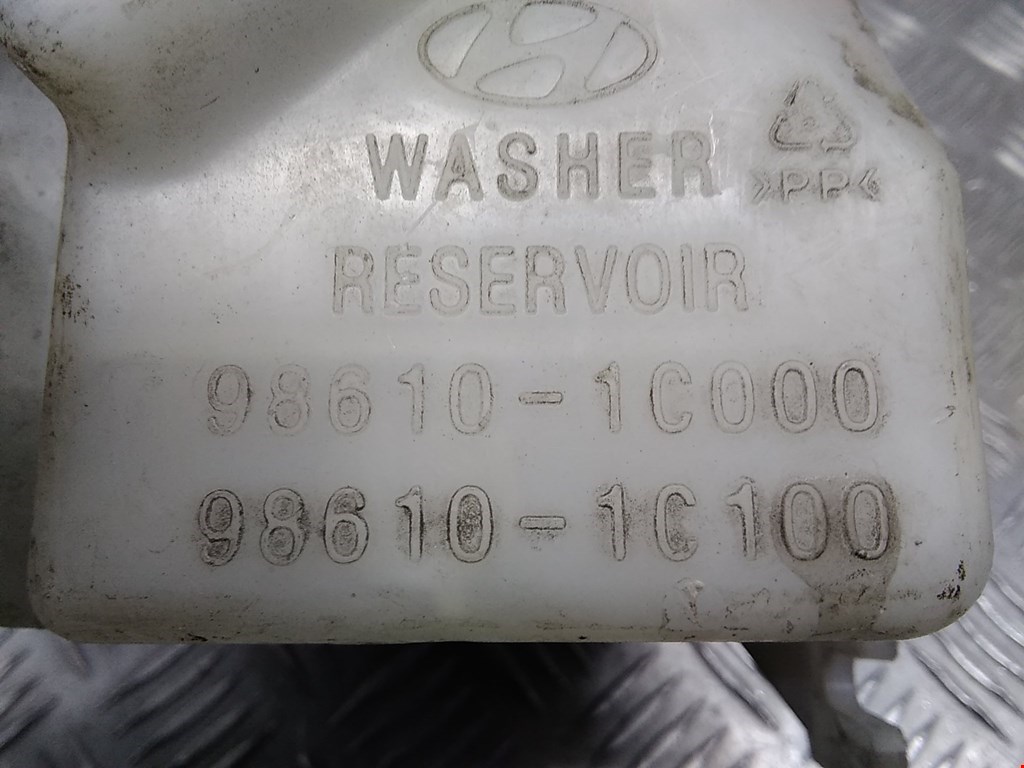 WASHER
>PP<
RESERVOIR
98610-1C000
98610-1C100